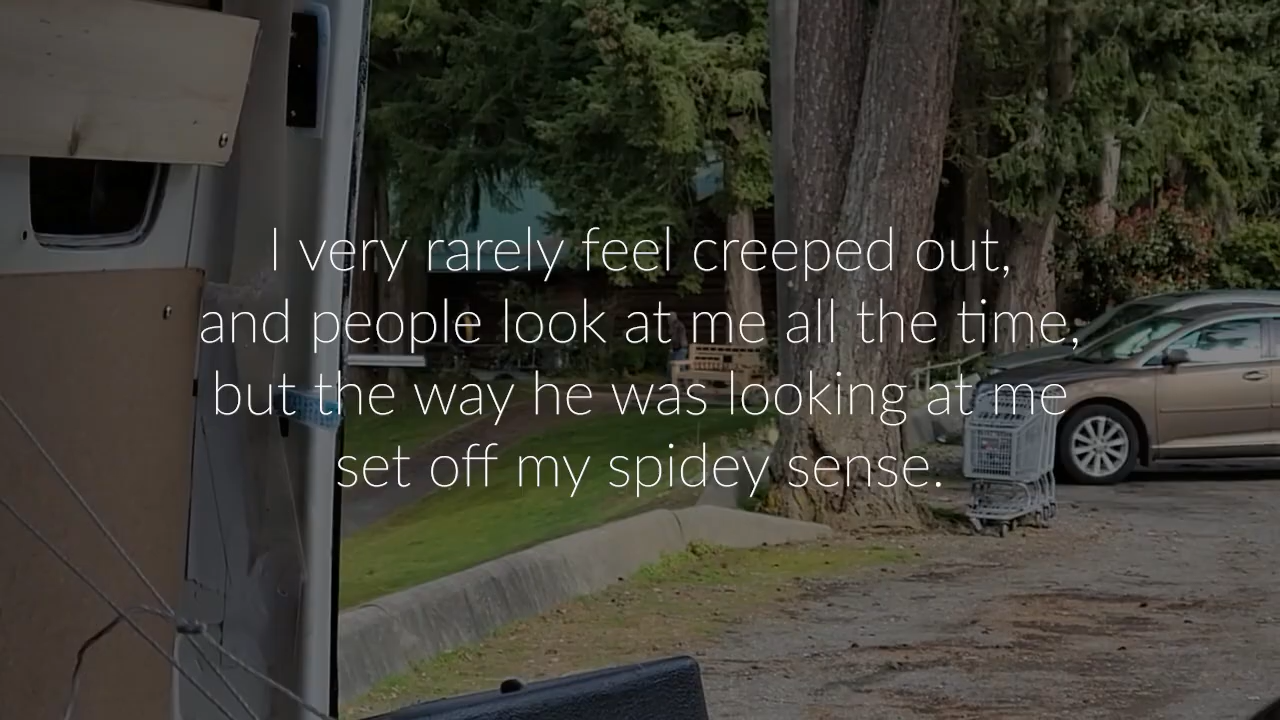 I very rarely feel creeped out,
and people look at me all the time,
but the way he was looking at me
set off my spidey sense.